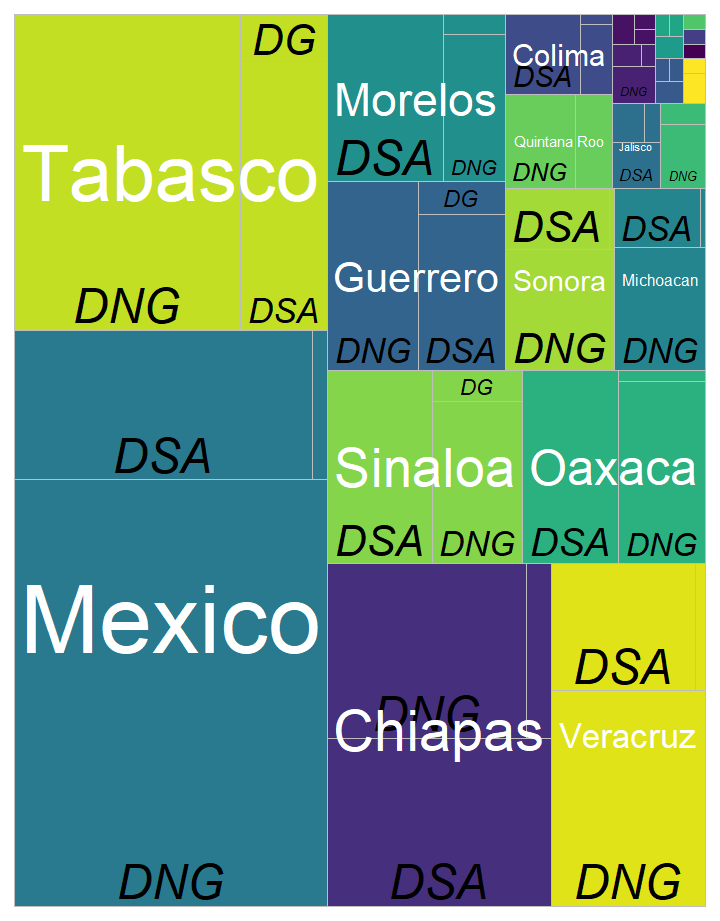 DG
Tabasco
DNG
DSA
Morelos
DSA
DNG
Colima
DSA
DNG
Quintana Roo
DNG
Jalisco
DSA
DNG
DG
Guerrero
DNG
DSA
DSA
Sonora
DNG
DSA
Michoacan
DNG
DSA
Mexico
DNG
DG
Sinaloa
DSA
DNG
Oaxaca
DSA
DNG
DNG
Chiapas
DSA
DSA
Veracruz
DNG